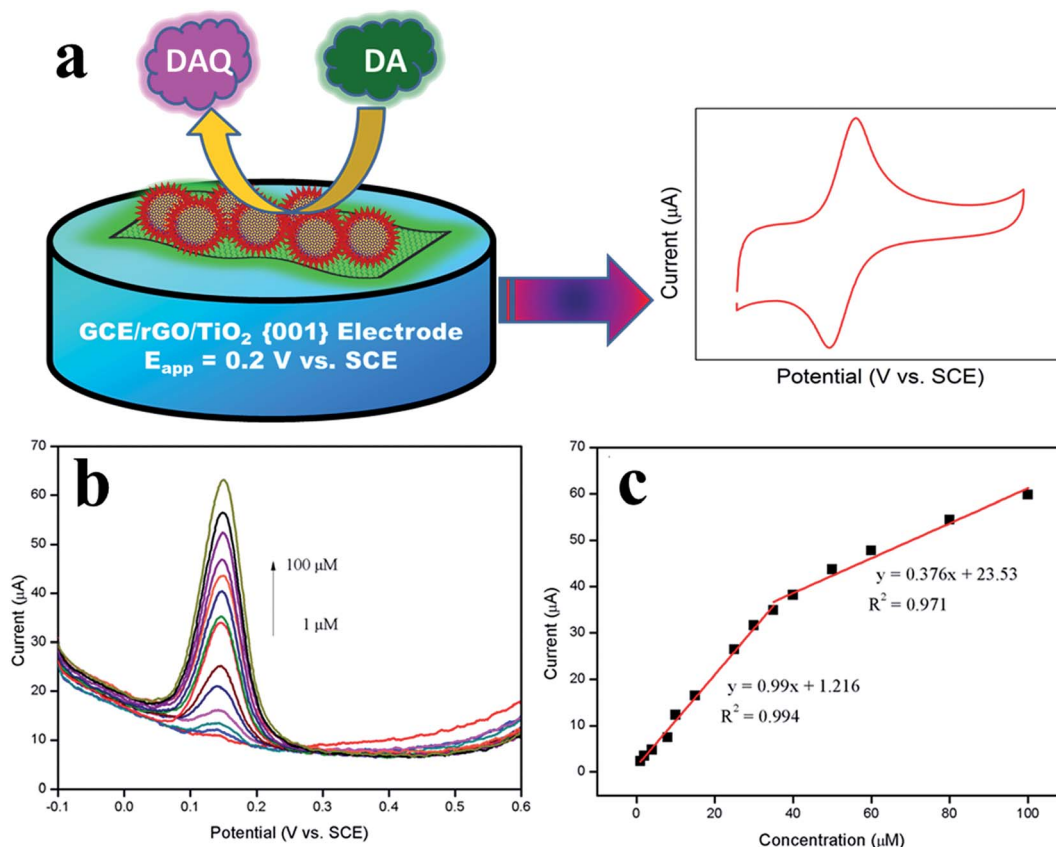 a
DAQ
DA
GCE/rGO/TiO₂ {001} Electrode
E_app = 0.2 V vs. SCE
Current (µA)
Potential (V vs. SCE)
b
70
60
50
40
30
20
10
0
Current (µA)
100 µM
1 µM
-0.1 0.0 0.1 0.2 0.3 0.4 0.5 0.6
Potential (V vs. SCE)
c
70
60
50
40
30
20
10
0
Current (µA)
y = 0.376x + 23.53
R² = 0.971
y = 0.99x + 1.216
R² = 0.994
0 20 40 60 80 100
Concentration (µM)